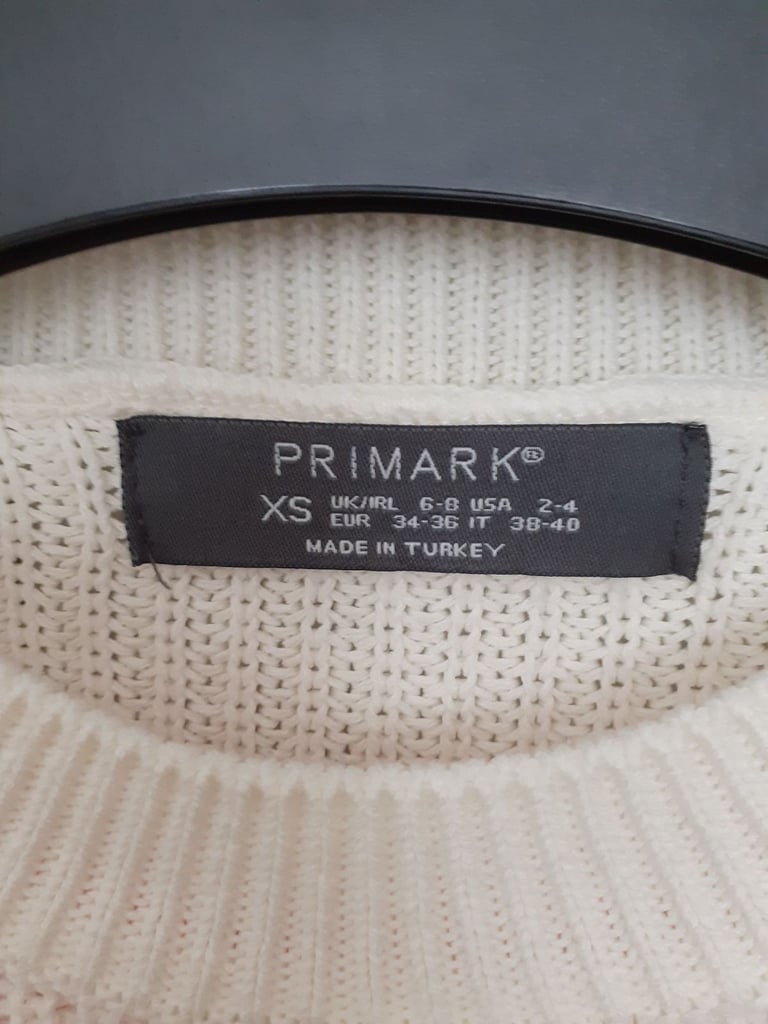 PRIMARK®
XS UK/IRL 6-8 USA 2-4
EUR 34-36 IT 38-40
MADE IN TURKEY